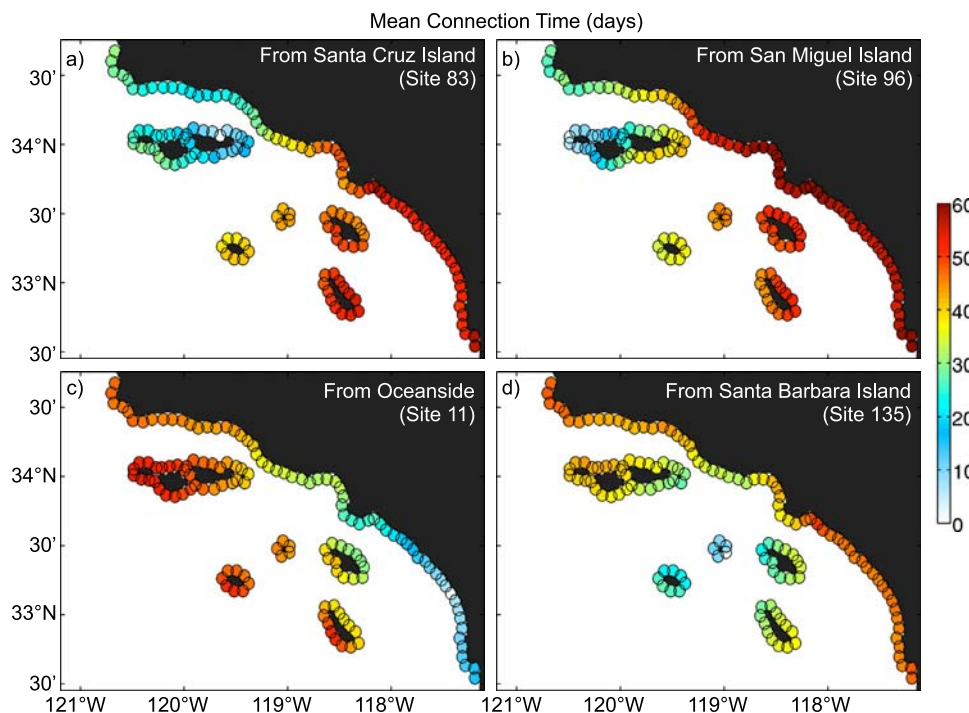 Mean Connection Time (days)
a)
From Santa Cruz Island
(Site 83)
b)
From San Miguel Island
(Site 96)
30’
34°N
30’
33°N
30’
c)
From Oceanside
(Site 11)
d)
From Santa Barbara Island
(Site 135)
30’
34°N
30’
33°N
30’
121°W
120°W
119°W
118°W
121°W
120°W
119°W
118°W
60
50
40
30
20
10
0